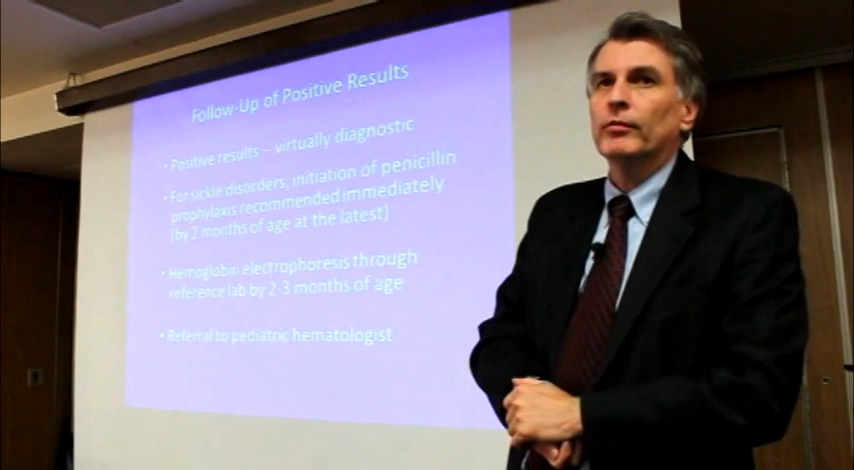 Follow-Up of Positive Results
• Positive results -- virtually diagnostic
• For sickle disorders, initiation of penicillin
prophylaxis recommended immediately
(by 2 months of age at the latest)
• Hemoglobin electrophoresis through
reference lab by 2-3 months of age
• Referral to pediatric hematologist